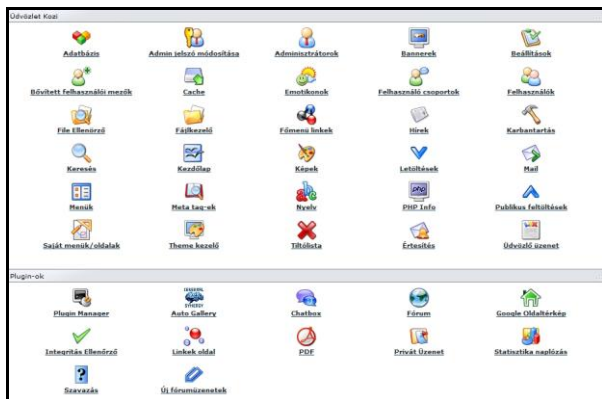 Üdvözlet Kozi
Adatbázis Admin jelszó módosítása Adminisztrátorok Bannerek Beállítások
Bővített felhasználói mezők Cache Emotikonok Felhasználó csoportok Felhasználók
File Ellenőrző Fájlkezelő Főmenü linkek Hírek Karbantartás
Keresés Kezdőlap Képek Letöltések Mail
Menük Meta tag-ek Nyelv PHP Info Publikus feltöltések
Saját menük/oldalak Theme kezelő Tiltólista Értesítés Üdvözlő üzenet
Plugin-ok
Plugin Manager Auto Gallery Chatbox Fórum Google Oldaltérkép
Integritás Ellenőrző Linkek oldal PDF Privát Üzenet Statisztika naplózás
Szavazás Új fórumüzenetek